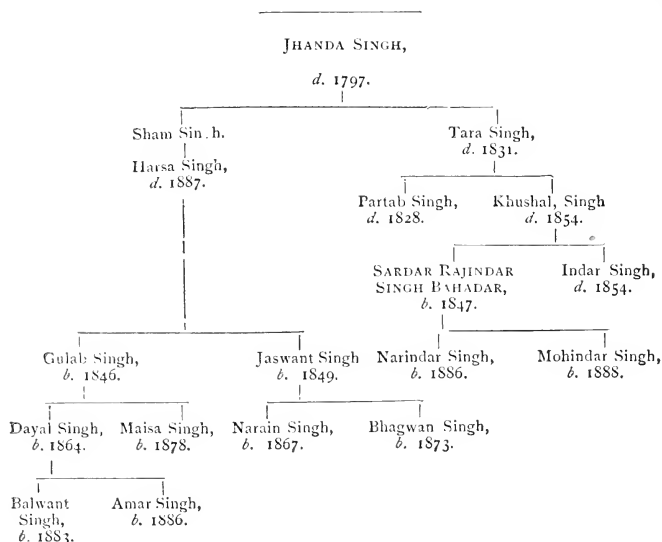 JHANDA SINGH,
d. 1797.
Sham Sin.h.
Tara Singh,
d. 1831.
Harsa Singh,
d. 1887.
Partab Singh,
d. 1828.
Khushal, Singh
d. 1854.
SARDAR RAJINDAR
SINGH BAHADAR,
b. 1847.
Indar Singh,
d. 1854.
Gulab Singh,
b. 1846.
Jaswant Singh
b. 1849.
Narindar Singh,
b. 1886.
Mohindar Singh,
b. 1888.
Dayal Singh,
b. 1864.
Maisa Singh,
b. 1878.
Narain Singh,
b. 1867.
Bhagwan Singh,
b. 1873.
Balwant
Singh,
b. 1883.
Amar Singh,
b. 1886.